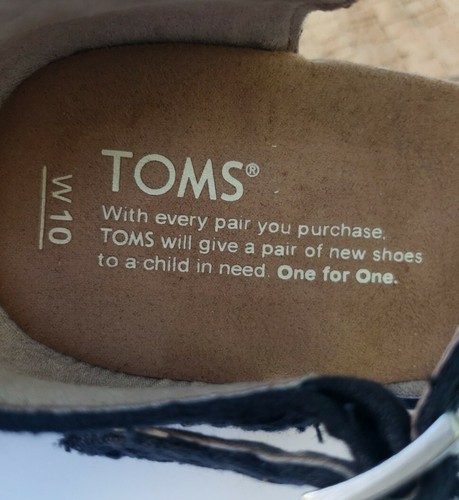 TOMS®
With every pair you purchase,
TOMS will give a pair of new shoes
to a child in need. One for One.
W 10